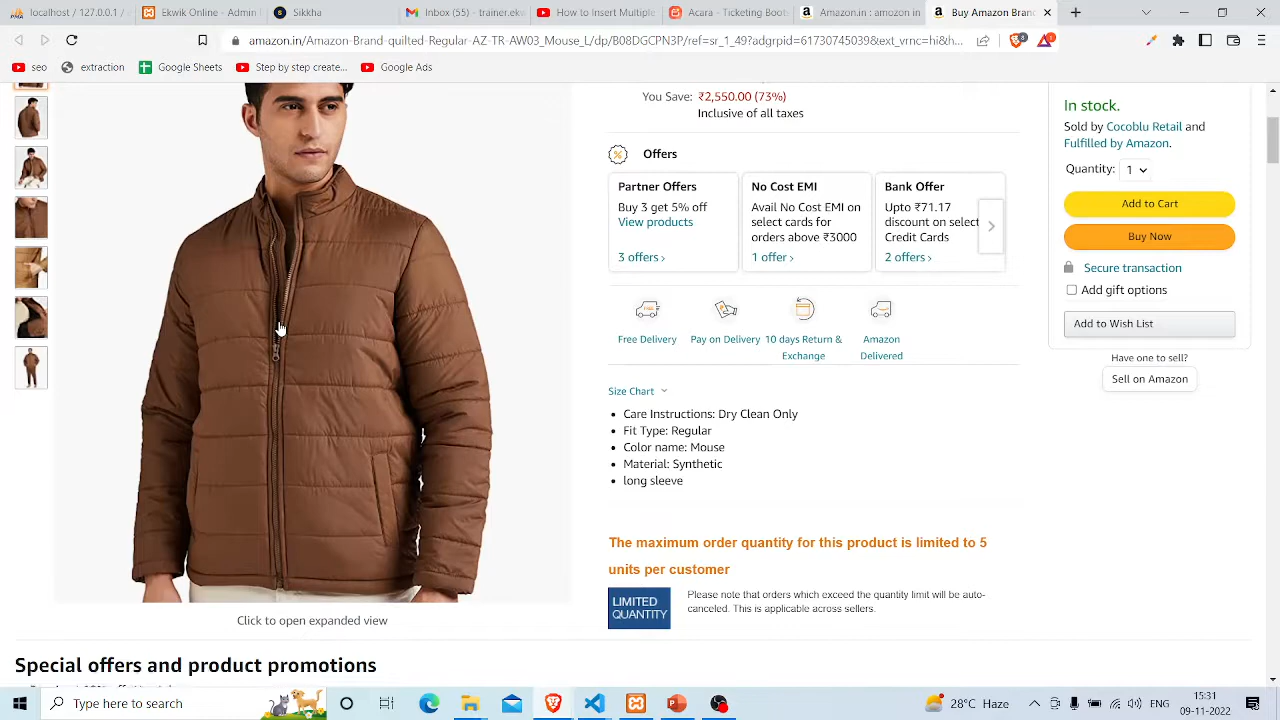 localhost / 127.0.0.1 /
Ekwik Online - Admin
Sikkha
Inbox (55) - trainer.ekw
How to Insert Multiple
Acara - Ticketing Booti
Amazon.in : amazon in
Buy Amazon Bran
amazon.in/Amazon-Brand-quilted-Regular-AZ-TR-AW03_Mouse_L/dp/B08DGCPN3P/ref=sr_1_49?adgrpid=61730745039&ext_vrnc=hi&h...
seo
extraction
Google Sheets
Step by step create...
Google Ads
You Save: ₹2,550.00 (73%)
Inclusive of all taxes
Offers
Partner Offers
Buy 3 get 5% off
View products
3 offers ›
No Cost EMI
Avail No Cost EMI on
select cards for
orders above ₹3000
1 offer ›
Bank Offer
Upto ₹71.17
discount on select
Credit Cards
2 offers ›
Free Delivery
Pay on Delivery
10 days Return &
Exchange
Amazon
Delivered
Size Chart
Care Instructions: Dry Clean Only
Fit Type: Regular
Color name: Mouse
Material: Synthetic
long sleeve
The maximum order quantity for this product is limited to 5
units per customer
LIMITED
QUANTITY
Please note that orders which exceed the quantity limit will be auto-
canceled. This is applicable across sellers.
In stock.
Sold by Cocoblu Retail and
Fulfilled by Amazon.
Quantity: 1
Add to Cart
Buy Now
Secure transaction
Add gift options
Add to Wish List
Have one to sell?
Sell on Amazon
Click to open expanded view
Special offers and product promotions
Type here to search
28°C Haze
ENG
15:31
09-11-2022